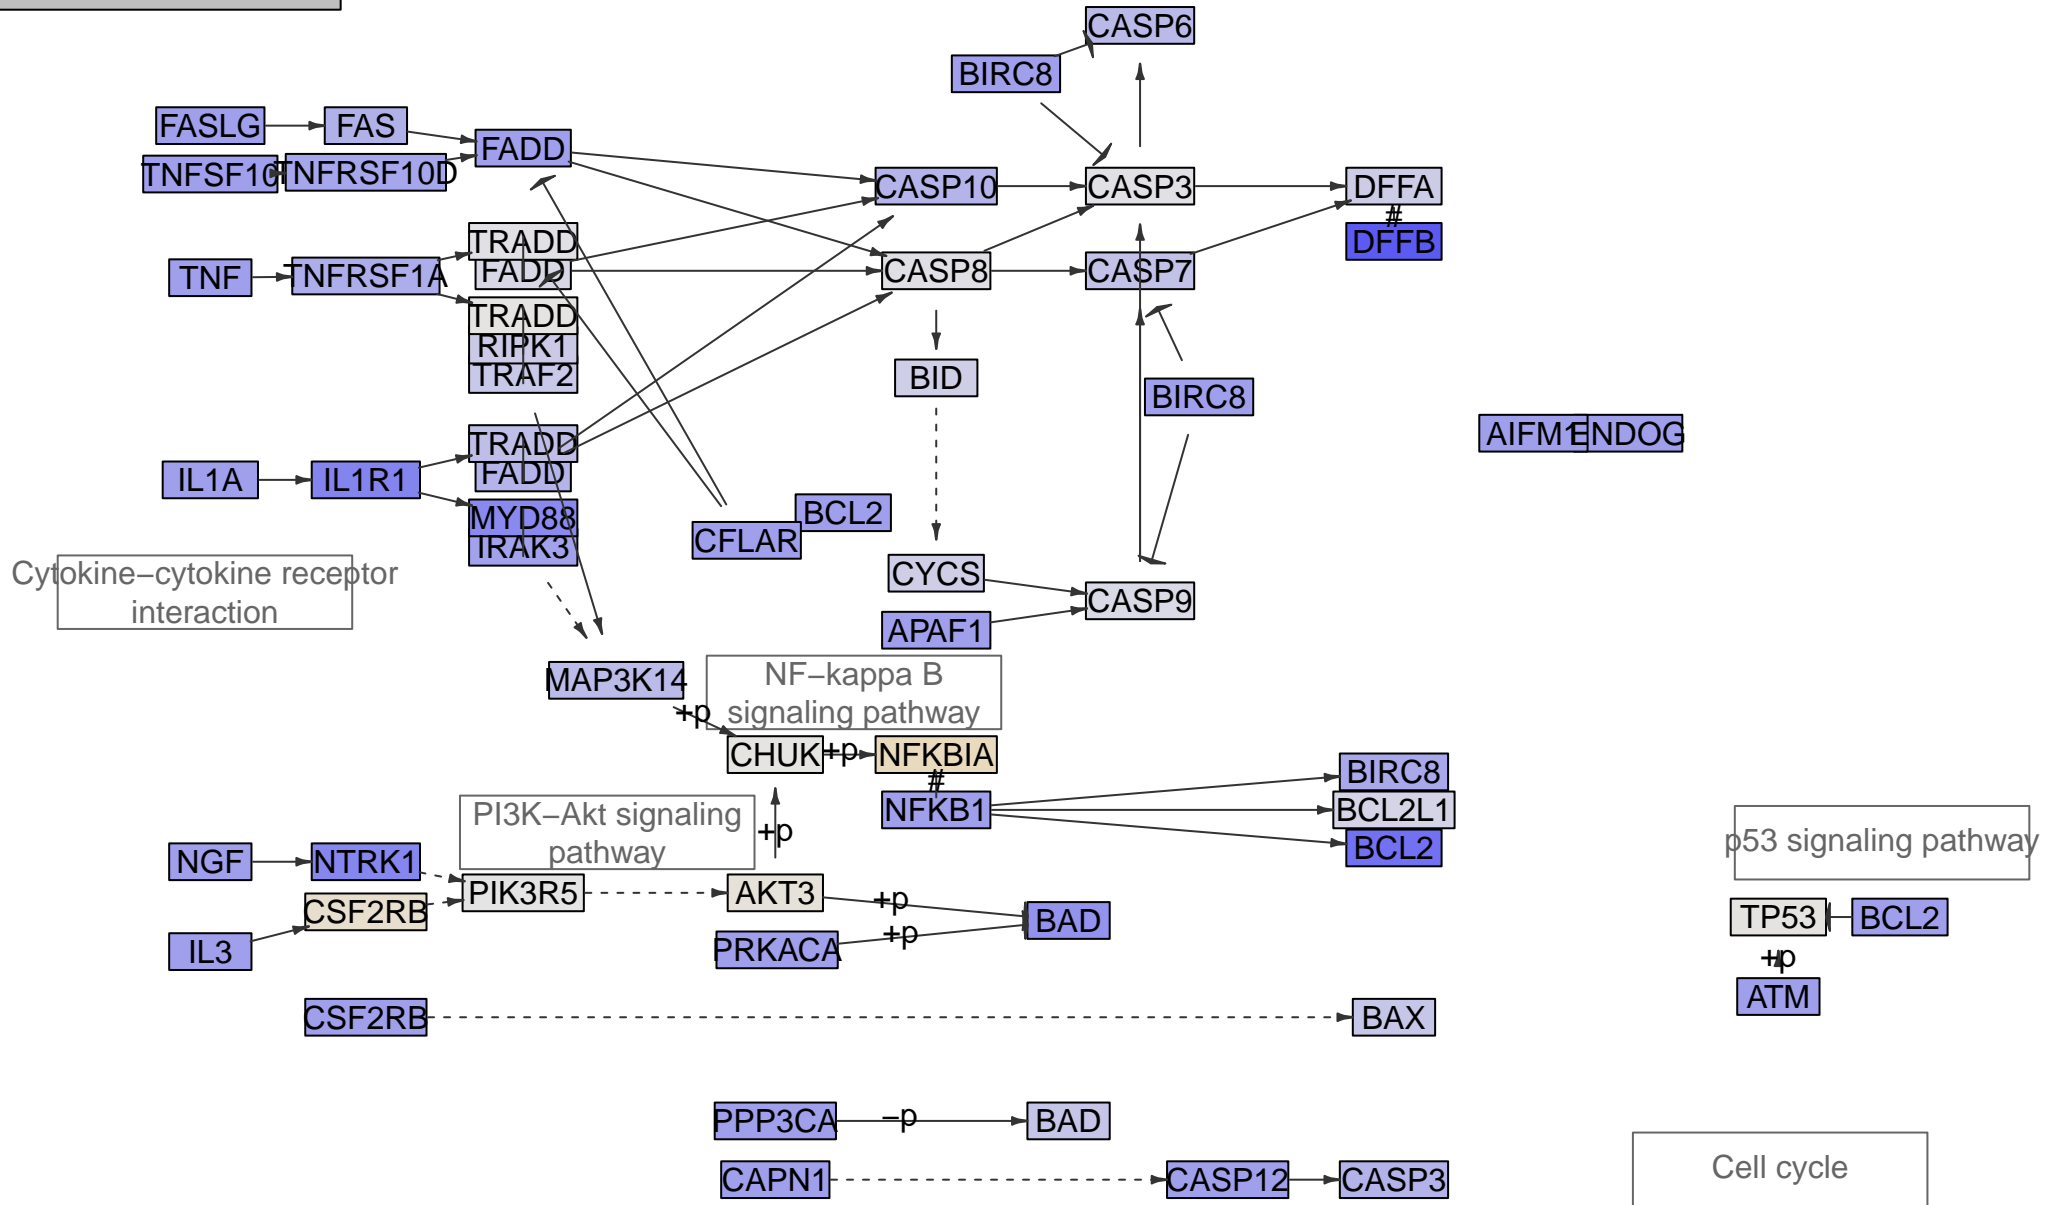 CASP6
BIRC8
FASLG
FAS
FADD
TNFSF10
TNFRSF10D
CASP10
CASP3
DFFA
#
DFFB
TRADD
FADD
TNF
TNFRSF1A
CASP8
CASP7
TRADD
RIPK1
TRAF2
BID
BIRC8
AIFM1
ENDOG
TRADD
FADD
IL1A
IL1R1
MYD88
IRAK3
BCL2
CFLAR
Cytokine–cytokine receptor
interaction
CYCS
CASP9
APAF1
MAP3K14
NF–kappa B
signaling pathway
+p
CHUK
+p
NFKBIA
#
NFKB1
BIRC8
BCL2L1
BCL2
PI3K–Akt signaling
pathway
+p
p53 signaling pathway
NGF
NTRK1
PIK3R5
AKT3
+p
CSF2RB
BAD
TP53
BCL2
IL3
PRKACA
+p
+p
ATM
CSF2RB
BAX
PPP3CA
–p
BAD
CAPN1
CASP12
CASP3
Cell cycle